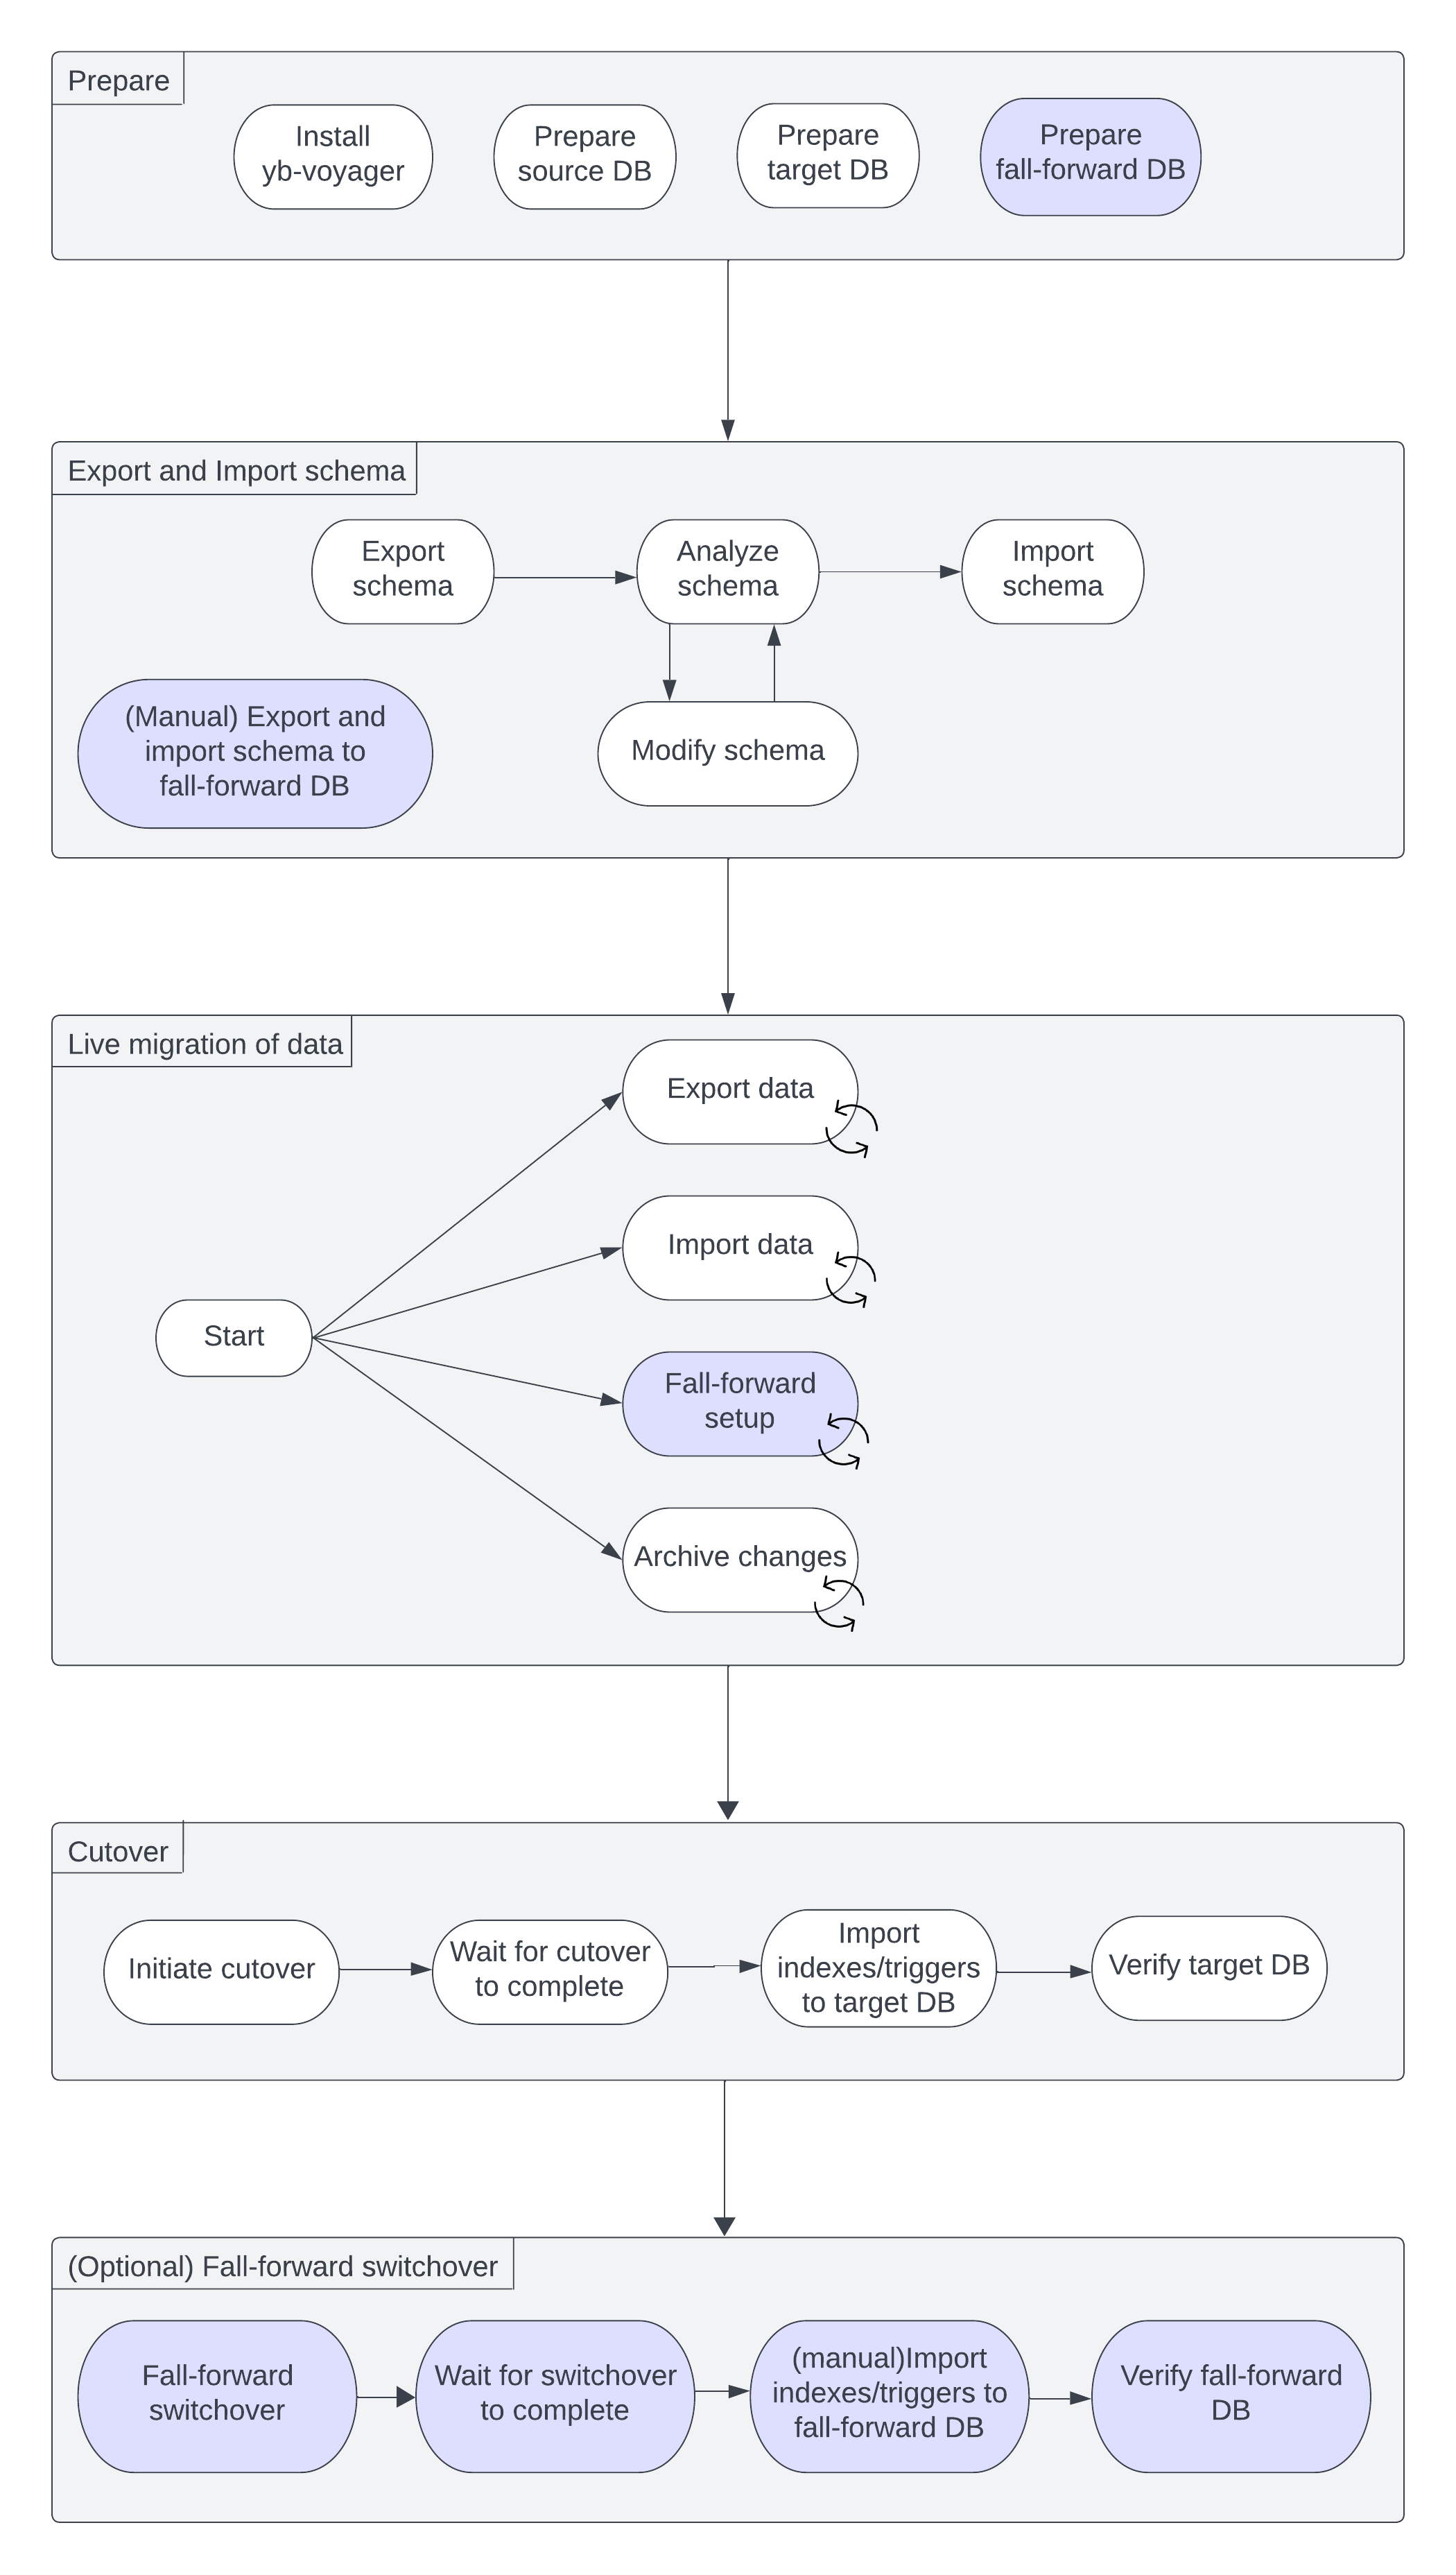 Prepare
Install
yb-voyager
Prepare
source DB
Prepare
target DB
Prepare
fall-forward DB
Export and Import schema
Export
schema
Analyze
schema
Import
schema
(Manual) Export and
import schema to
fall-forward DB
Modify schema
Live migration of data
Export data
Import data
Start
Fall-forward
setup
Archive changes
Cutover
Initiate cutover
Wait for cutover
to complete
Import
indexes/triggers
to target DB
Verify target DB
(Optional) Fall-forward switchover
Fall-forward
switchover
Wait for switchover
to complete
(manual)Import
indexes/triggers to
fall-forward DB
Verify fall-forward
DB